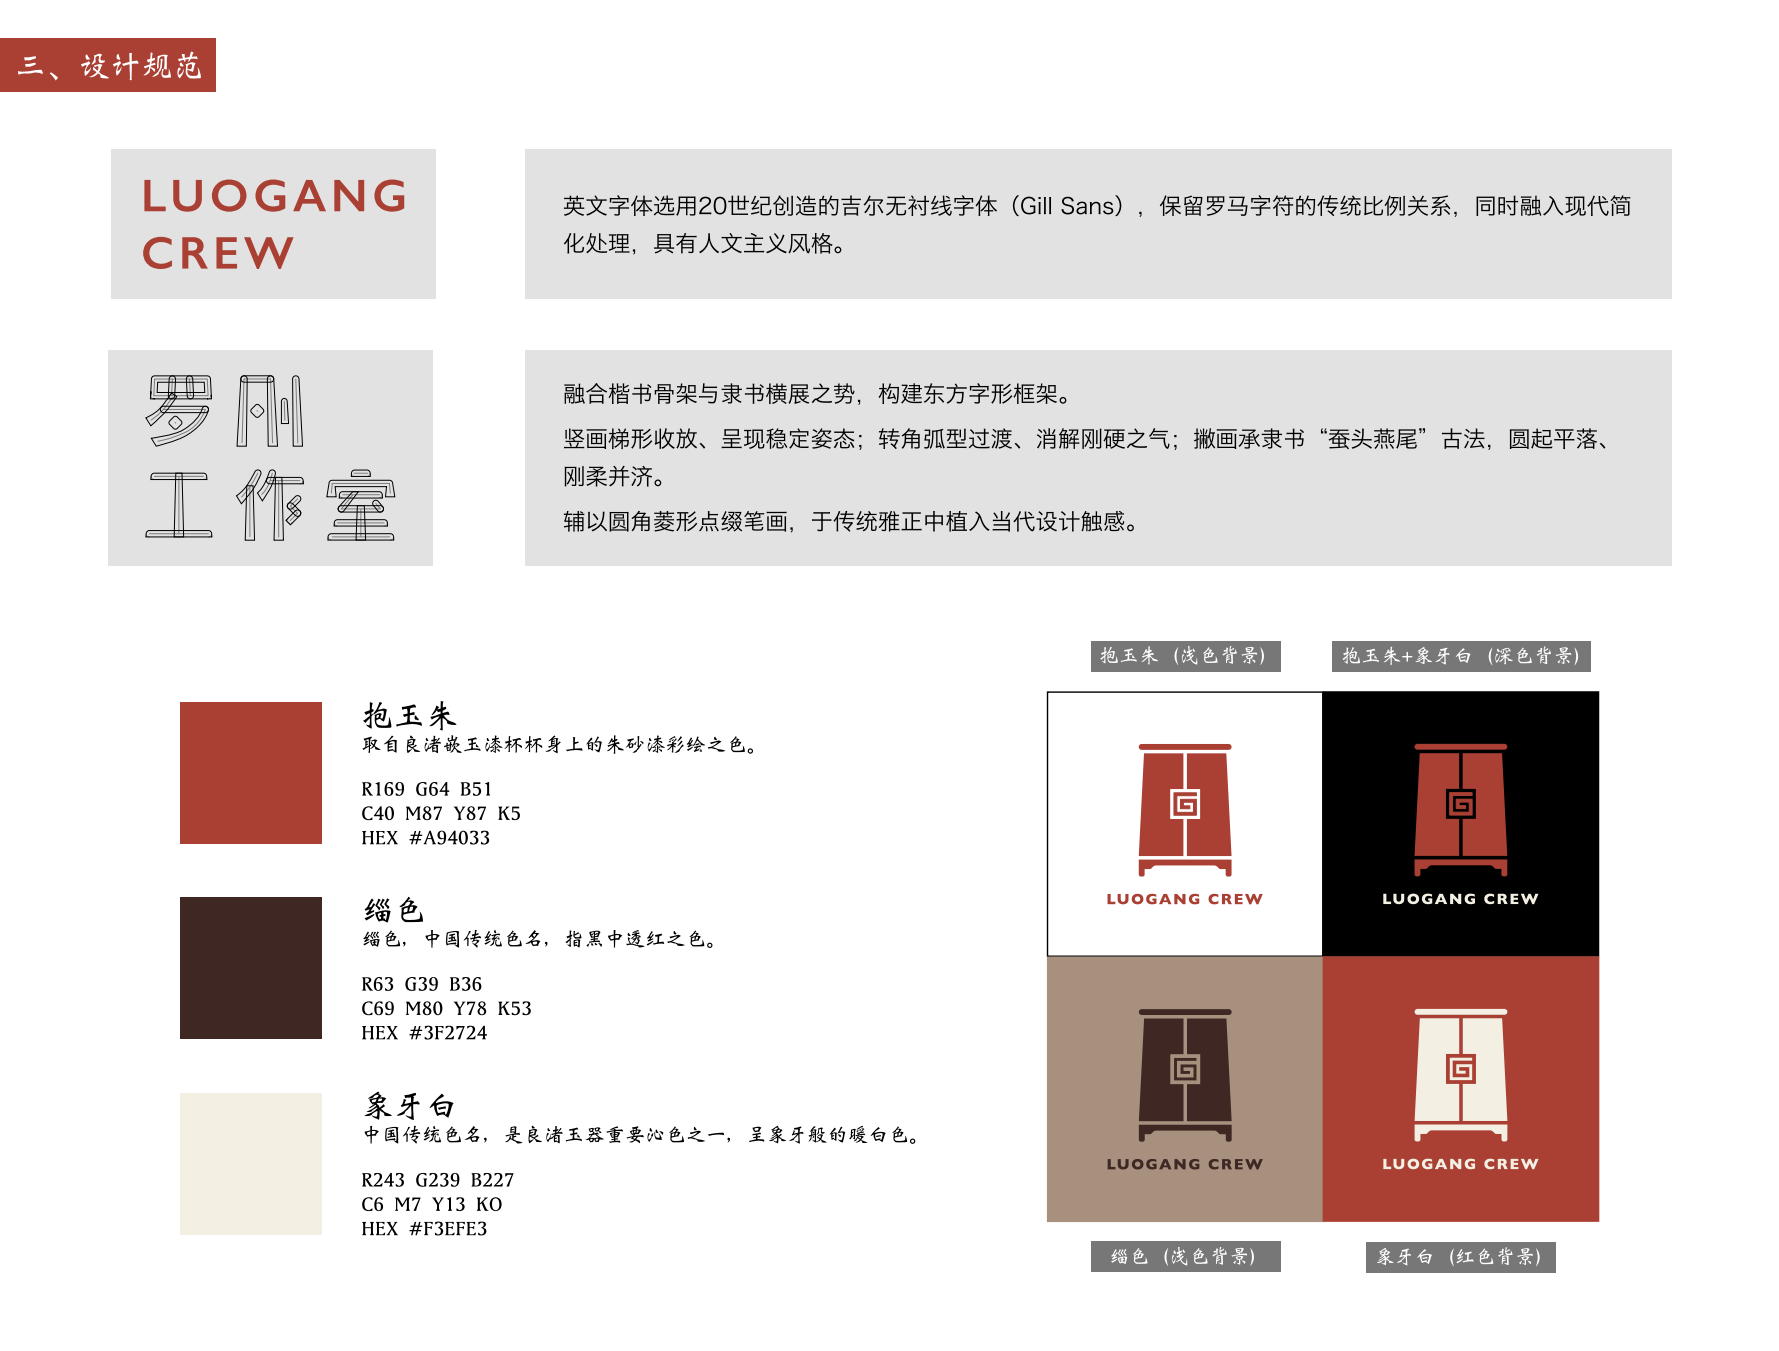 三、设计规范
LUOGANG
CREW
英文字体选用20世纪创造的吉尔无衬线字体（Gill Sans），保留罗马字符的传统比例关系，同时融入现代简
化处理，具有人文主义风格。
罗刚
工作室
融合楷书骨架与隶书横展之势，构建东方字形框架。
竖画梯形收放、呈现稳定姿态；转角弧型过渡、消解刚硬之气；撇画承隶书“蚕头燕尾”古法，圆起平落、
刚柔并济。
辅以圆角菱形点缀笔画，于传统雅正中植入当代设计触感。
抱玉朱
取自良渚嵌玉漆杯杯身上的朱砂漆彩绘之色。
R169 G64 B51
C40 M87 Y87 K5
HEX #A94033
缁色
缁色，中国传统色名，指黑中透红之色。
R63 G39 B36
C69 M80 Y78 K53
HEX #3F2724
象牙白
中国传统色名，是良渚玉器重要沁色之一，呈象牙般的暖白色。
R243 G239 B227
C6 M7 Y13 KO
HEX #F3EFE3
抱玉朱（浅色背景）
抱玉朱+象牙白（深色背景）
LUOGANG CREW
LUOGANG CREW
LUOGANG CREW
LUOGANG CREW
缁色（浅色背景）
象牙白（红色背景）